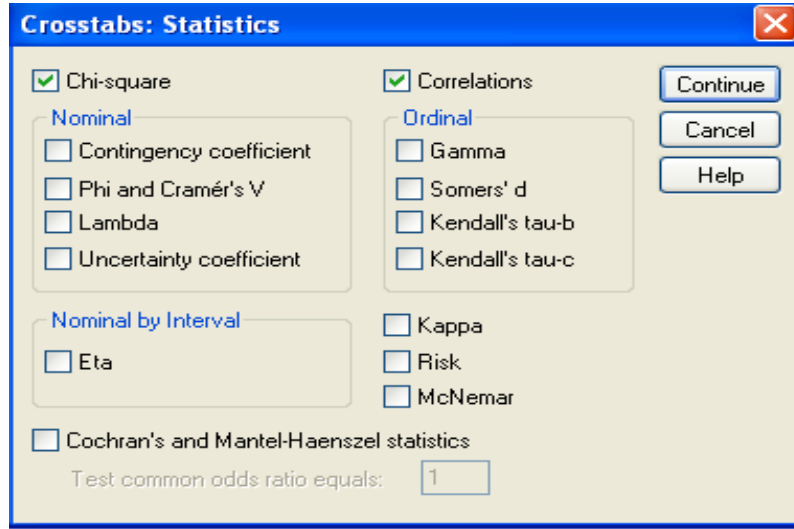 Crosstabs: Statistics
Chi-square
Correlations
Continue
Cancel
Help
Nominal
Contingency coefficient
Phi and Cramér's V
Lambda
Uncertainty coefficient
Ordinal
Gamma
Somers' d
Kendall's tau-b
Kendall's tau-c
Nominal by Interval
Eta
Kappa
Risk
McNemar
Cochran's and Mantel-Haenszel statistics
Test common odds ratio equals: 1